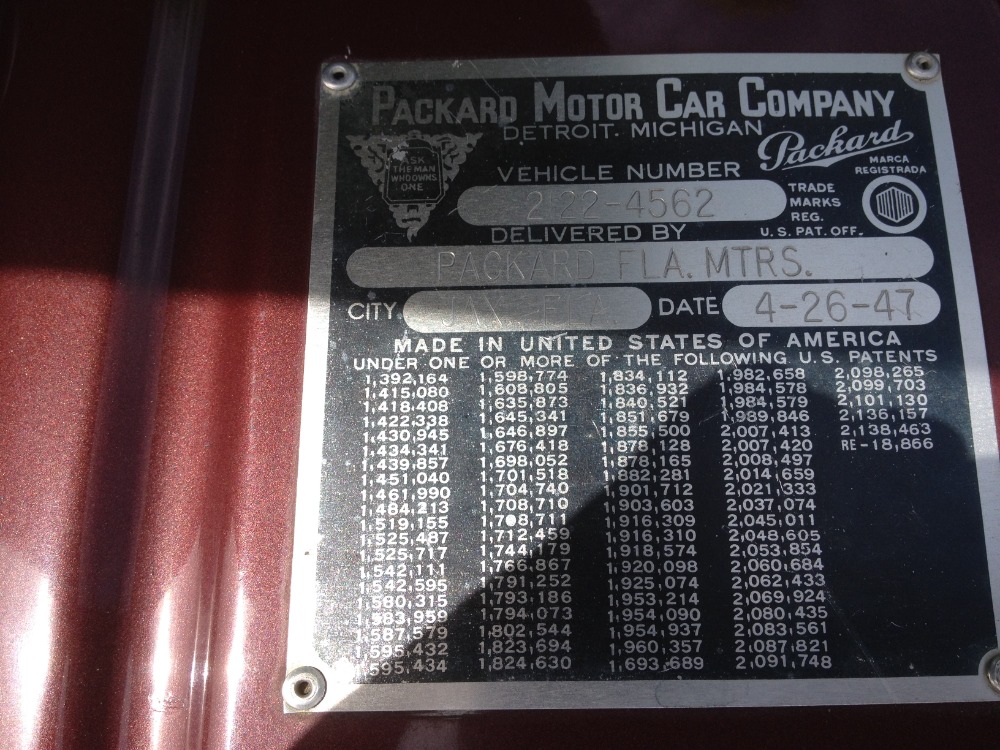 PACKARD MOTOR CAR COMPANY
DETROIT. MICHIGAN
Packard
MARCA
REGISTRADA
ASK
THE MAN
WHO OWNS
ONE
VEHICLE NUMBER
2122-4562
TRADE
MARKS
REG.
U.S. PAT. OFF.
DELIVERED BY
PACKARD FLA. MTRS.
CITY JAX. FLA DATE 4-26-47
MADE IN UNITED STATES OF AMERICA
UNDER ONE OR MORE OF THE FOLLOWING U.S. PATENTS
1,392,164 1,598,774 1,834,112 1,982,658 2,098,265
1,415,080 1,608,805 1,836,932 1,984,578 2,099,703
1,418,408 1,635,873 1,840,521 1,984,579 2,101,130
1,422,338 1,645,341 1,851,679 1,989,846 2,136,157
1,430,945 1,646,897 1,855,500 2,007,413 2,138,463
1,434,341 1,676,418 1,878,128 2,007,420 RE-18,866
1,439,857 1,698,052 1,878,165 2,008,497
1,451,040 1,701,518 1,882,281 2,014,659
1,461,990 1,704,740 1,901,712 2,021,333
1,484,213 1,708,710 1,903,603 2,037,074
1,519,155 1,708,711 1,916,309 2,045,011
1,525,487 1,712,459 1,916,310 2,048,605
1,525,717 1,744,179 1,918,574 2,053,854
1,542,111 1,766,867 1,920,098 2,060,684
1,542,595 1,791,252 1,925,074 2,062,433
1,580,315 1,793,186 1,953,214 2,069,924
1,583,959 1,794,073 1,954,090 2,080,435
1,587,579 1,802,544 1,954,937 2,083,561
1,595,432 1,823,694 1,960,357 2,087,821
1,595,434 1,824,630 1,693,689 2,091,748